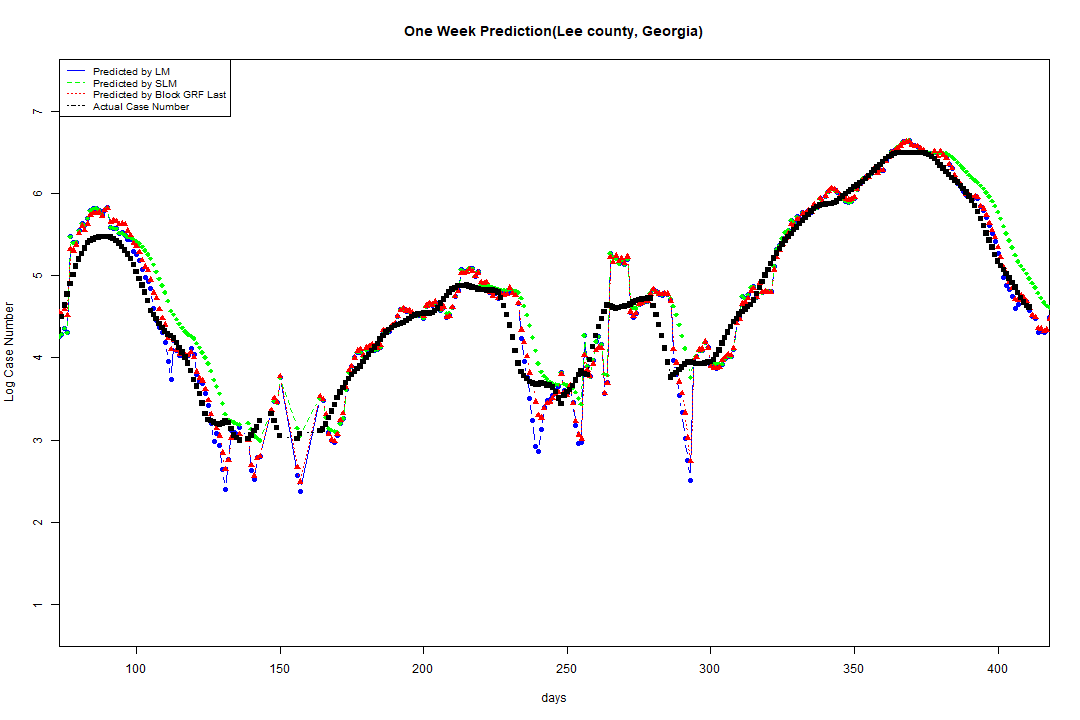 One Week Prediction(Lee county, Georgia)
Predicted by LM
Predicted by SLM
Predicted by Block GRF Last
Actual Case Number
7
6
5
4
3
2
1
Log Case Number
100 150 200 250 300 350 400
days